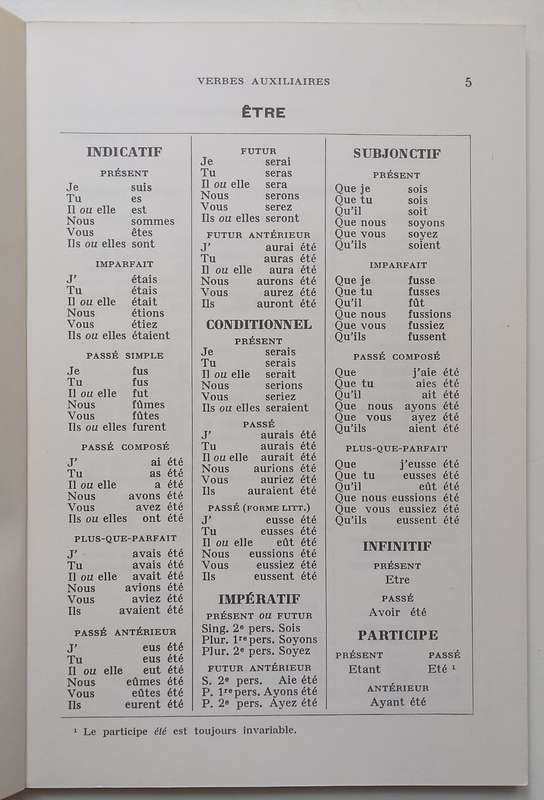 VERBES AUXILIAIRES 5
ÊTRE
INDICATIF
PRÉSENT
Je suis
Tu es
Il ou elle est
Nous sommes
Vous êtes
Ils ou elles sont
IMPARFAIT
J' étais
Tu étais
Il ou elle était
Nous étions
Vous étiez
Ils ou elles étaient
PASSÉ SIMPLE
Je fus
Tu fus
Il ou elle fut
Nous fûmes
Vous fûtes
Ils ou elles furent
PASSÉ COMPOSÉ
J' ai été
Tu as été
Il ou elle a été
Nous avons été
Vous avez été
Ils ou elles ont été
PLUS-QUE-PARFAIT
J' avais été
Tu avais été
Il ou elle avait été
Nous avions été
Vous aviez été
Ils avaient été
PASSÉ ANTÉRIEUR
J' eus été
Tu eus été
Il ou elle eut été
Nous eûmes été
Vous eûtes été
Ils eurent été
FUTUR
Je serai
Tu seras
Il ou elle sera
Nous serons
Vous serez
Ils ou elles seront
FUTUR ANTÉRIEUR
J' aurai été
Tu auras été
Il ou elle aura été
Nous aurons été
Vous aurez été
Ils auront été
CONDITIONNEL
PRÉSENT
Je serais
Tu serais
Il ou elle serait
Nous serions
Vous seriez
Ils ou elles seraient
PASSÉ
J' aurais été
Tu aurais été
Il ou elle aurait été
Nous aurions été
Vous auriez été
Ils auraient été
PASSÉ (FORME LITT.)
J' eusse été
Tu eusses été
Il ou elle eût été
Nous eussions été
Vous eussiez été
Ils eussent été
IMPÉRATIF
PRÉSENT OU FUTUR
Sing. 2e pers. Sois
Plur. 1re pers. Soyons
Plur. 2e pers. Soyez
FUTUR ANTÉRIEUR
S. 2e pers. Aie été
P. 1re pers. Ayons été
P. 2e pers. Ayez été
SUBJONCTIF
PRÉSENT
Que je sois
Que tu sois
Qu'il soit
Que nous soyons
Que vous soyez
Qu'ils soient
IMPARFAIT
Que je fusse
Que tu fusses
Qu'il fût
Que nous fussions
Que vous fussiez
Qu'ils fussent
PASSÉ COMPOSÉ
Que j'aie été
Que tu aies été
Qu'il ait été
Que nous ayons été
Que vous ayez été
Qu'ils aient été
PLUS-QUE-PARFAIT
Que j'eusse été
Que tu eusses été
Qu'il eût été
Que nous eussions été
Que vous eussiez été
Qu'ils eussent été
INFINITIF
PRÉSENT
Etre
PASSÉ
Avoir été
PARTICIPE
PRÉSENT PASSÉ
Etant Eté ¹
ANTÉRIEUR
Ayant été
¹ Le participe été est toujours invariable.